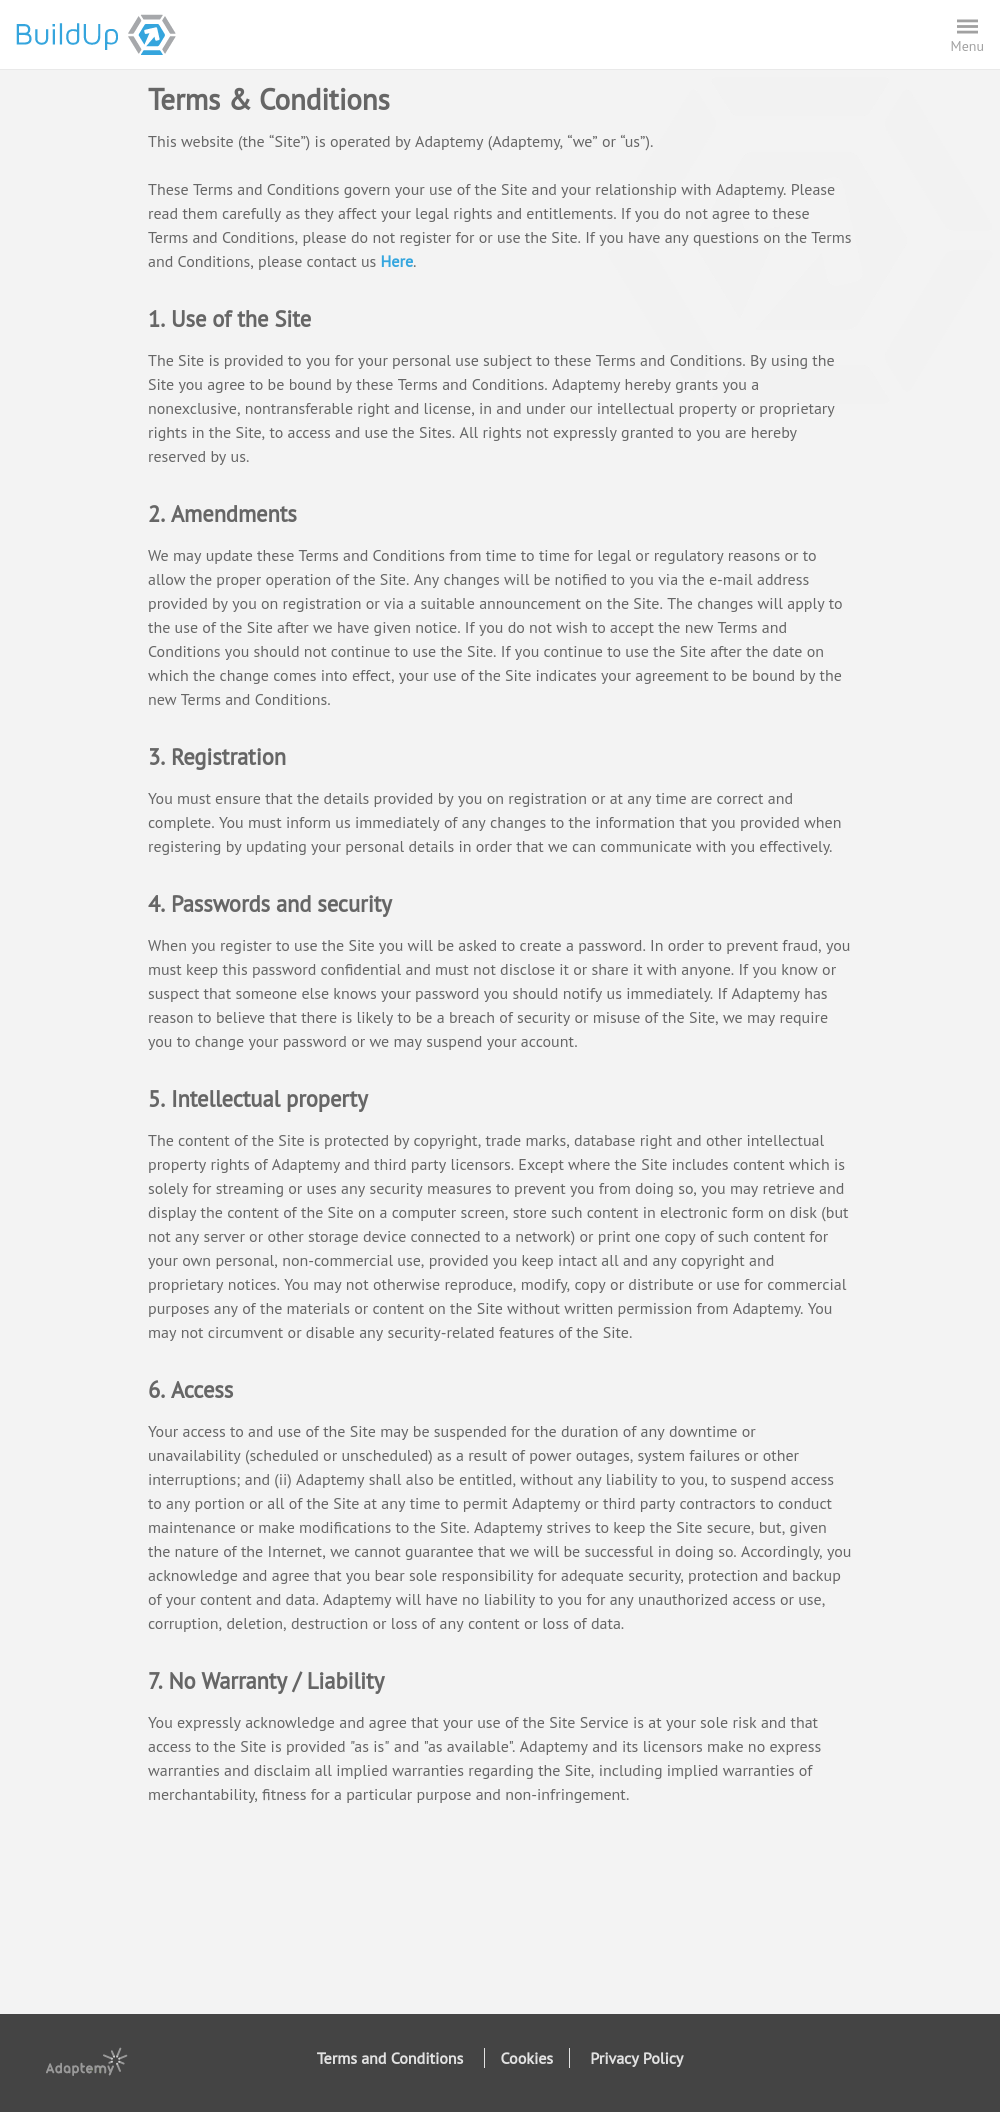 BuildUp
Menu
Terms & Conditions
This website (the “Site”) is operated by Adaptemy (Adaptemy, “we” or “us”).
These Terms and Conditions govern your use of the Site and your relationship with Adaptemy. Please
read them carefully as they affect your legal rights and entitlements. If you do not agree to these
Terms and Conditions, please do not register for or use the Site. If you have any questions on the Terms
and Conditions, please contact us Here.
1. Use of the Site
The Site is provided to you for your personal use subject to these Terms and Conditions. By using the
Site you agree to be bound by these Terms and Conditions. Adaptemy hereby grants you a
nonexclusive, nontransferable right and license, in and under our intellectual property or proprietary
rights in the Site, to access and use the Sites. All rights not expressly granted to you are hereby
reserved by us.
2. Amendments
We may update these Terms and Conditions from time to time for legal or regulatory reasons or to
allow the proper operation of the Site. Any changes will be notified to you via the e-mail address
provided by you on registration or via a suitable announcement on the Site. The changes will apply to
the use of the Site after we have given notice. If you do not wish to accept the new Terms and
Conditions you should not continue to use the Site. If you continue to use the Site after the date on
which the change comes into effect, your use of the Site indicates your agreement to be bound by the
new Terms and Conditions.
3. Registration
You must ensure that the details provided by you on registration or at any time are correct and
complete. You must inform us immediately of any changes to the information that you provided when
registering by updating your personal details in order that we can communicate with you effectively.
4. Passwords and security
When you register to use the Site you will be asked to create a password. In order to prevent fraud, you
must keep this password confidential and must not disclose it or share it with anyone. If you know or
suspect that someone else knows your password you should notify us immediately. If Adaptemy has
reason to believe that there is likely to be a breach of security or misuse of the Site, we may require
you to change your password or we may suspend your account.
5. Intellectual property
The content of the Site is protected by copyright, trade marks, database right and other intellectual
property rights of Adaptemy and third party licensors. Except where the Site includes content which is
solely for streaming or uses any security measures to prevent you from doing so, you may retrieve and
display the content of the Site on a computer screen, store such content in electronic form on disk (but
not any server or other storage device connected to a network) or print one copy of such content for
your own personal, non-commercial use, provided you keep intact all and any copyright and
proprietary notices. You may not otherwise reproduce, modify, copy or distribute or use for commercial
purposes any of the materials or content on the Site without written permission from Adaptemy. You
may not circumvent or disable any security-related features of the Site.
6. Access
Your access to and use of the Site may be suspended for the duration of any downtime or
unavailability (scheduled or unscheduled) as a result of power outages, system failures or other
interruptions; and (ii) Adaptemy shall also be entitled, without any liability to you, to suspend access
to any portion or all of the Site at any time to permit Adaptemy or third party contractors to conduct
maintenance or make modifications to the Site. Adaptemy strives to keep the Site secure, but, given
the nature of the Internet, we cannot guarantee that we will be successful in doing so. Accordingly, you
acknowledge and agree that you bear sole responsibility for adequate security, protection and backup
of your content and data. Adaptemy will have no liability to you for any unauthorized access or use,
corruption, deletion, destruction or loss of any content or loss of data.
7. No Warranty / Liability
You expressly acknowledge and agree that your use of the Site Service is at your sole risk and that
access to the Site is provided "as is" and "as available". Adaptemy and its licensors make no express
warranties and disclaim all implied warranties regarding the Site, including implied warranties of
merchantability, fitness for a particular purpose and non-infringement.
Adaptemy
Terms and Conditions
Cookies
Privacy Policy